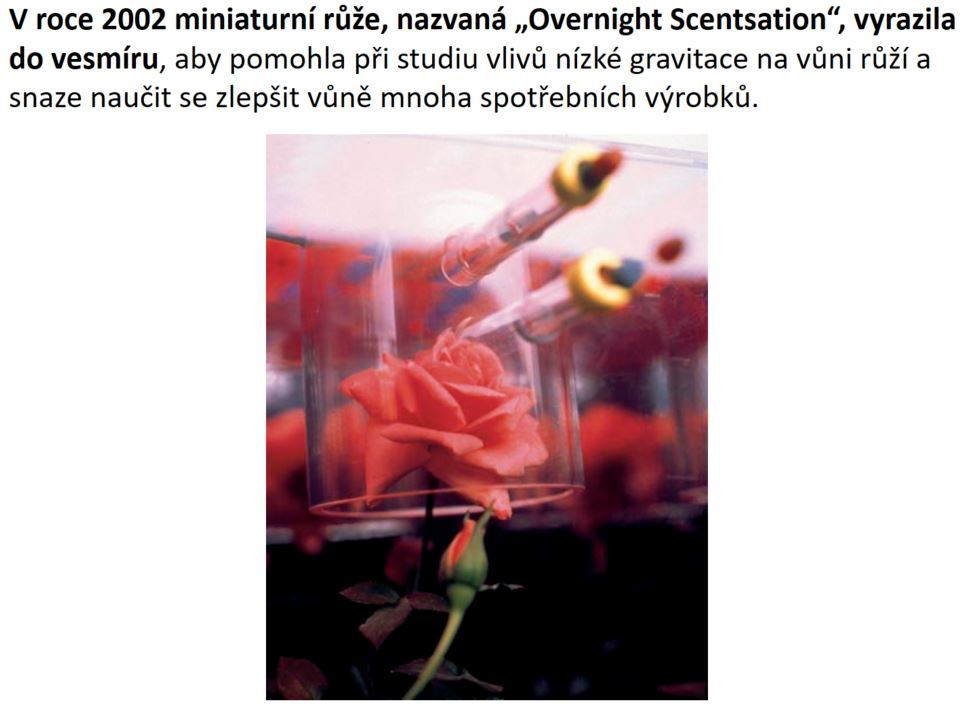 V roce 2002 miniaturní růže, nazvaná „Overnight Scentsation“, vyrazila
do vesmíru, aby pomohla při studiu vlivů nízké gravitace na vůni růží a
snaze naučit se zlepšit vůně mnoha spotřebních výrobků.